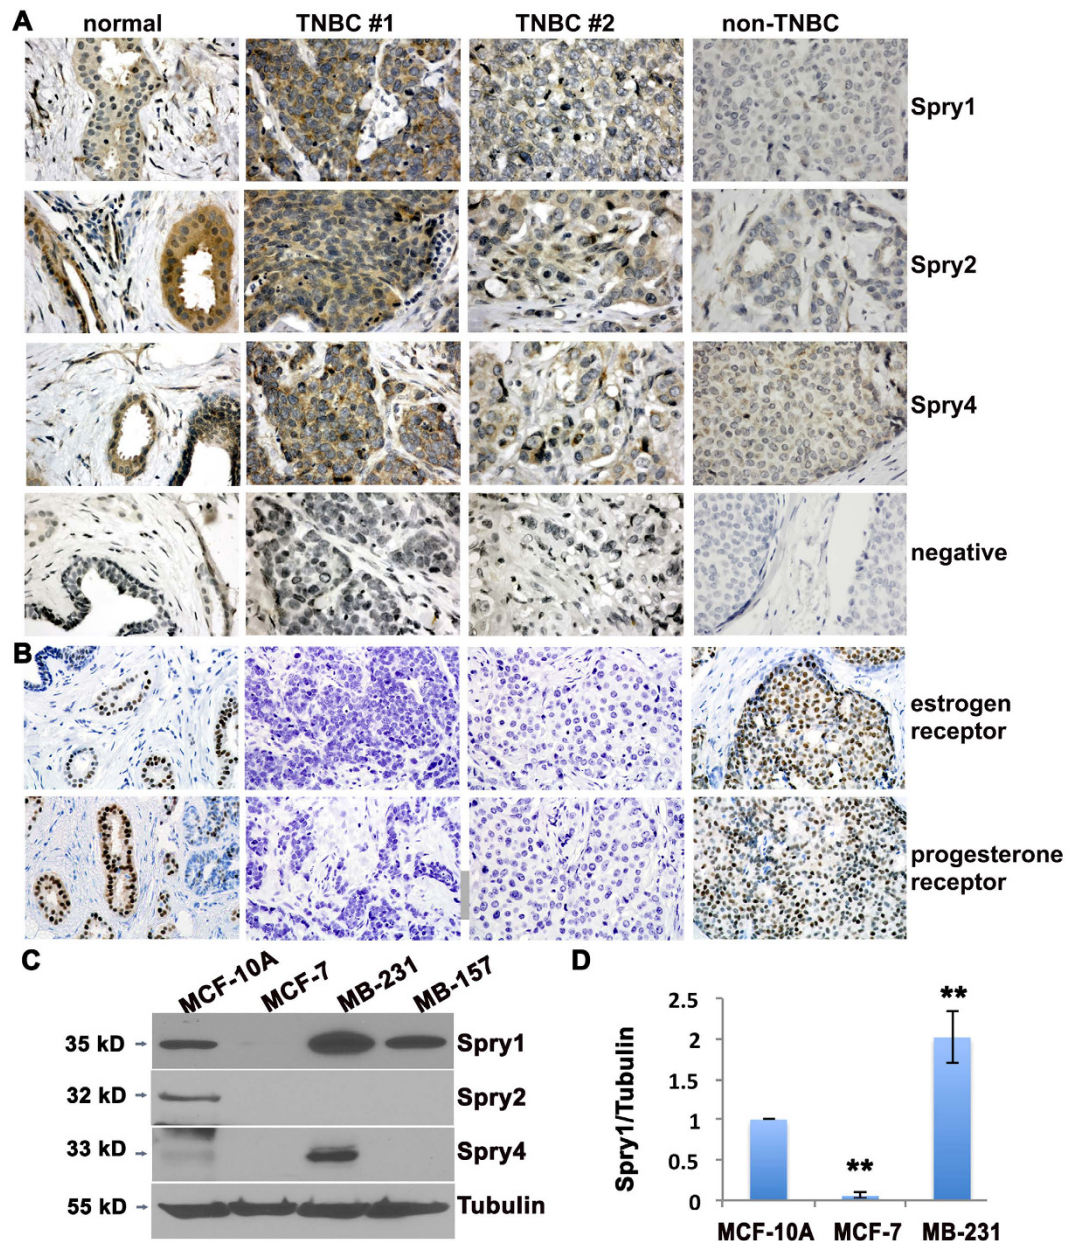 A
normal TNBC #1 TNBC #2 non-TNBC
Spry1
Spry2
Spry4
negative
B
estrogen
receptor
progesterone
receptor
C
MCF-10A MCF-7 MB-231 MB-157
35 kD Spry1
32 kD Spry2
33 kD Spry4
55 kD Tubulin
D
Spry1/Tubulin
2.5
2
1.5
1
0.5
0
**
**
MCF-10A MCF-7 MB-231